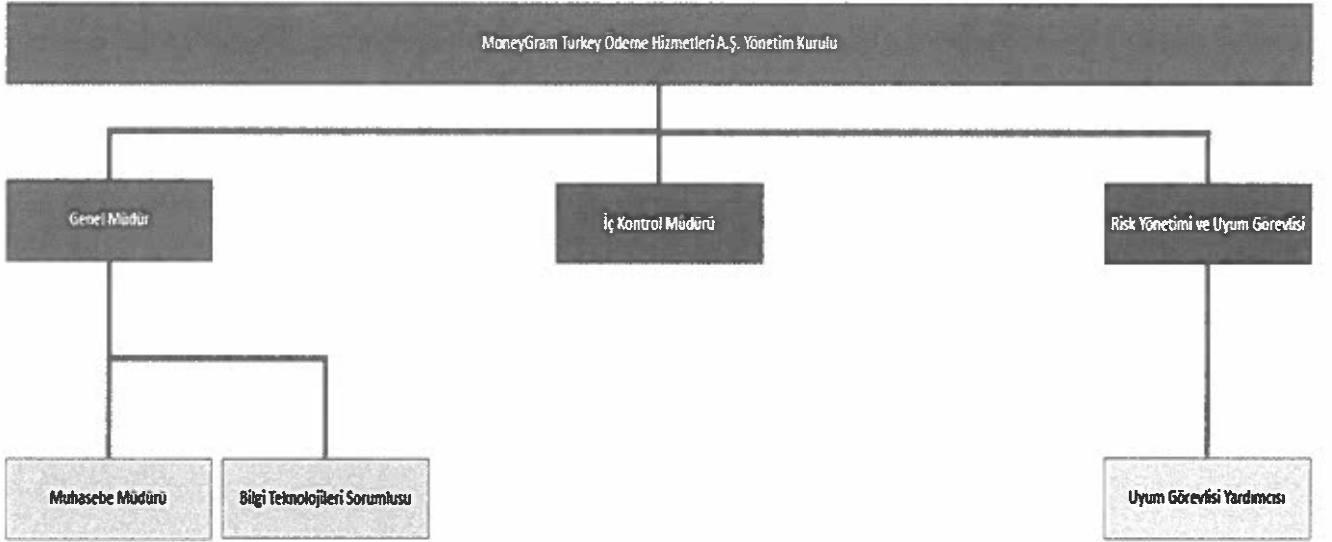 MoneyGram Turkey Ödeme Hizmetleri A.Ş. Yönetim Kurulu
Genel Müdür
İç Kontrol Müdürü
Risk Yönetimi ve Uyum Görevlisi
Muhasebe Müdürü
Bilgi Teknolojileri Sorumlusu
Uyum Görevlisi Yardımcısı